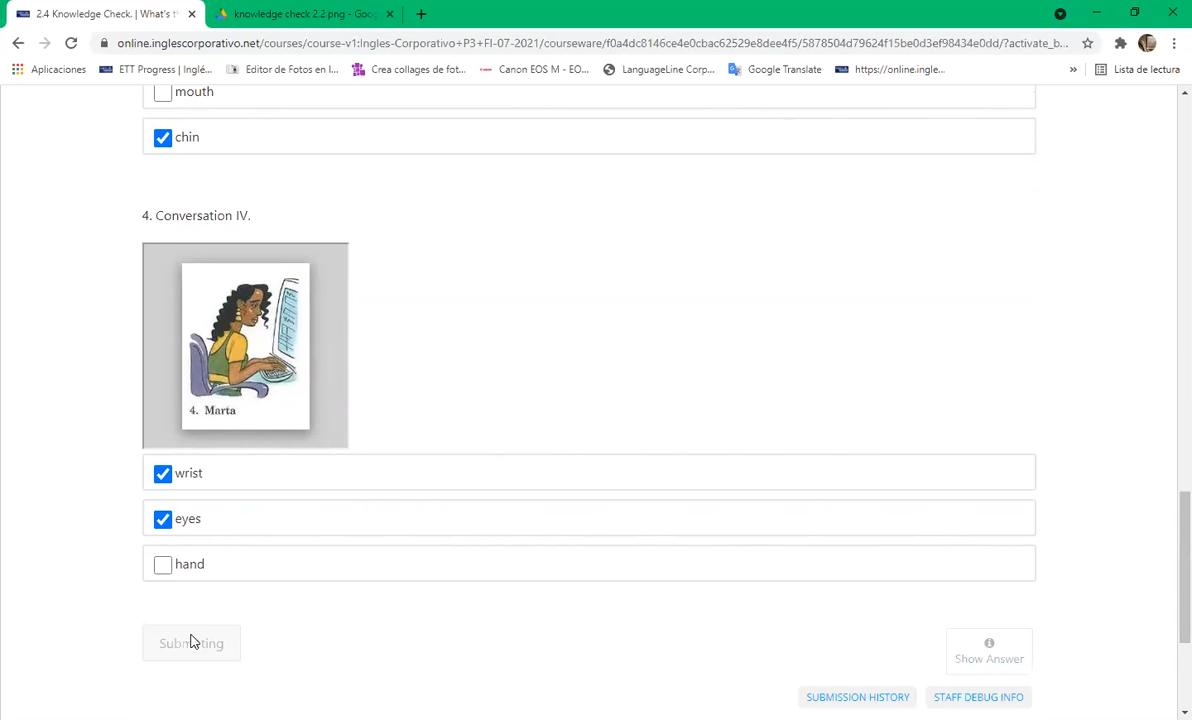 2.4 Knowledge Check. | What's t
knowledge check 2.2.png - Goo
online.inglescorporativo.net/courses/course-v1:Ingles-Corporativo+P3+FI-07-2021/courseware/f0a4dc8146ce4e0cbac62529e8dee4f5/5878504d79624f15be0d3ef98434e0dd/?activate_b...
Aplicaciones
ETT Progress | Inglé...
Editor de Fotos en l...
Crea collages de fot...
Canon EOS M - EO...
LanguageLine Corp...
Google Translate
https://online.ingle...
»
Lista de lectura
mouth
chin
4. Conversation IV.
4. Marta
wrist
eyes
hand
Submitting
Show Answer
SUBMISSION HISTORY
STAFF DEBUG INFO